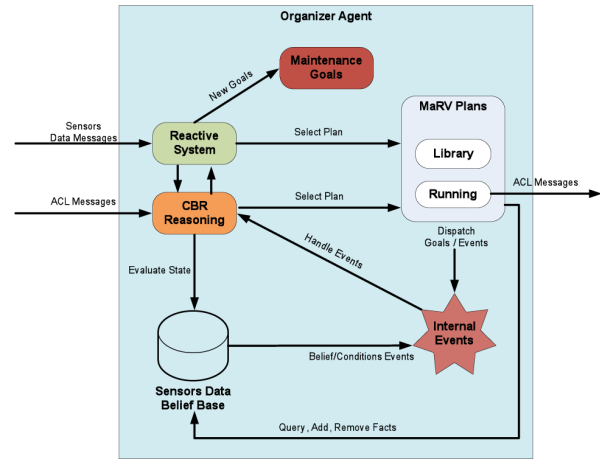 Organizer Agent
Maintenance
Goals
New Goals
MaRV Plans
Sensors
Data Messages
Reactive
System
Select Plan
Library
Running
ACL Messages
ACL Messages
CBR
Reasoning
Select Plan
Dispatch
Goals / Events
Handle Events
Evaluate State
Internal
Events
Belief/Conditions Events
Sensors Data
Belief Base
Query , Add, Remove Facts